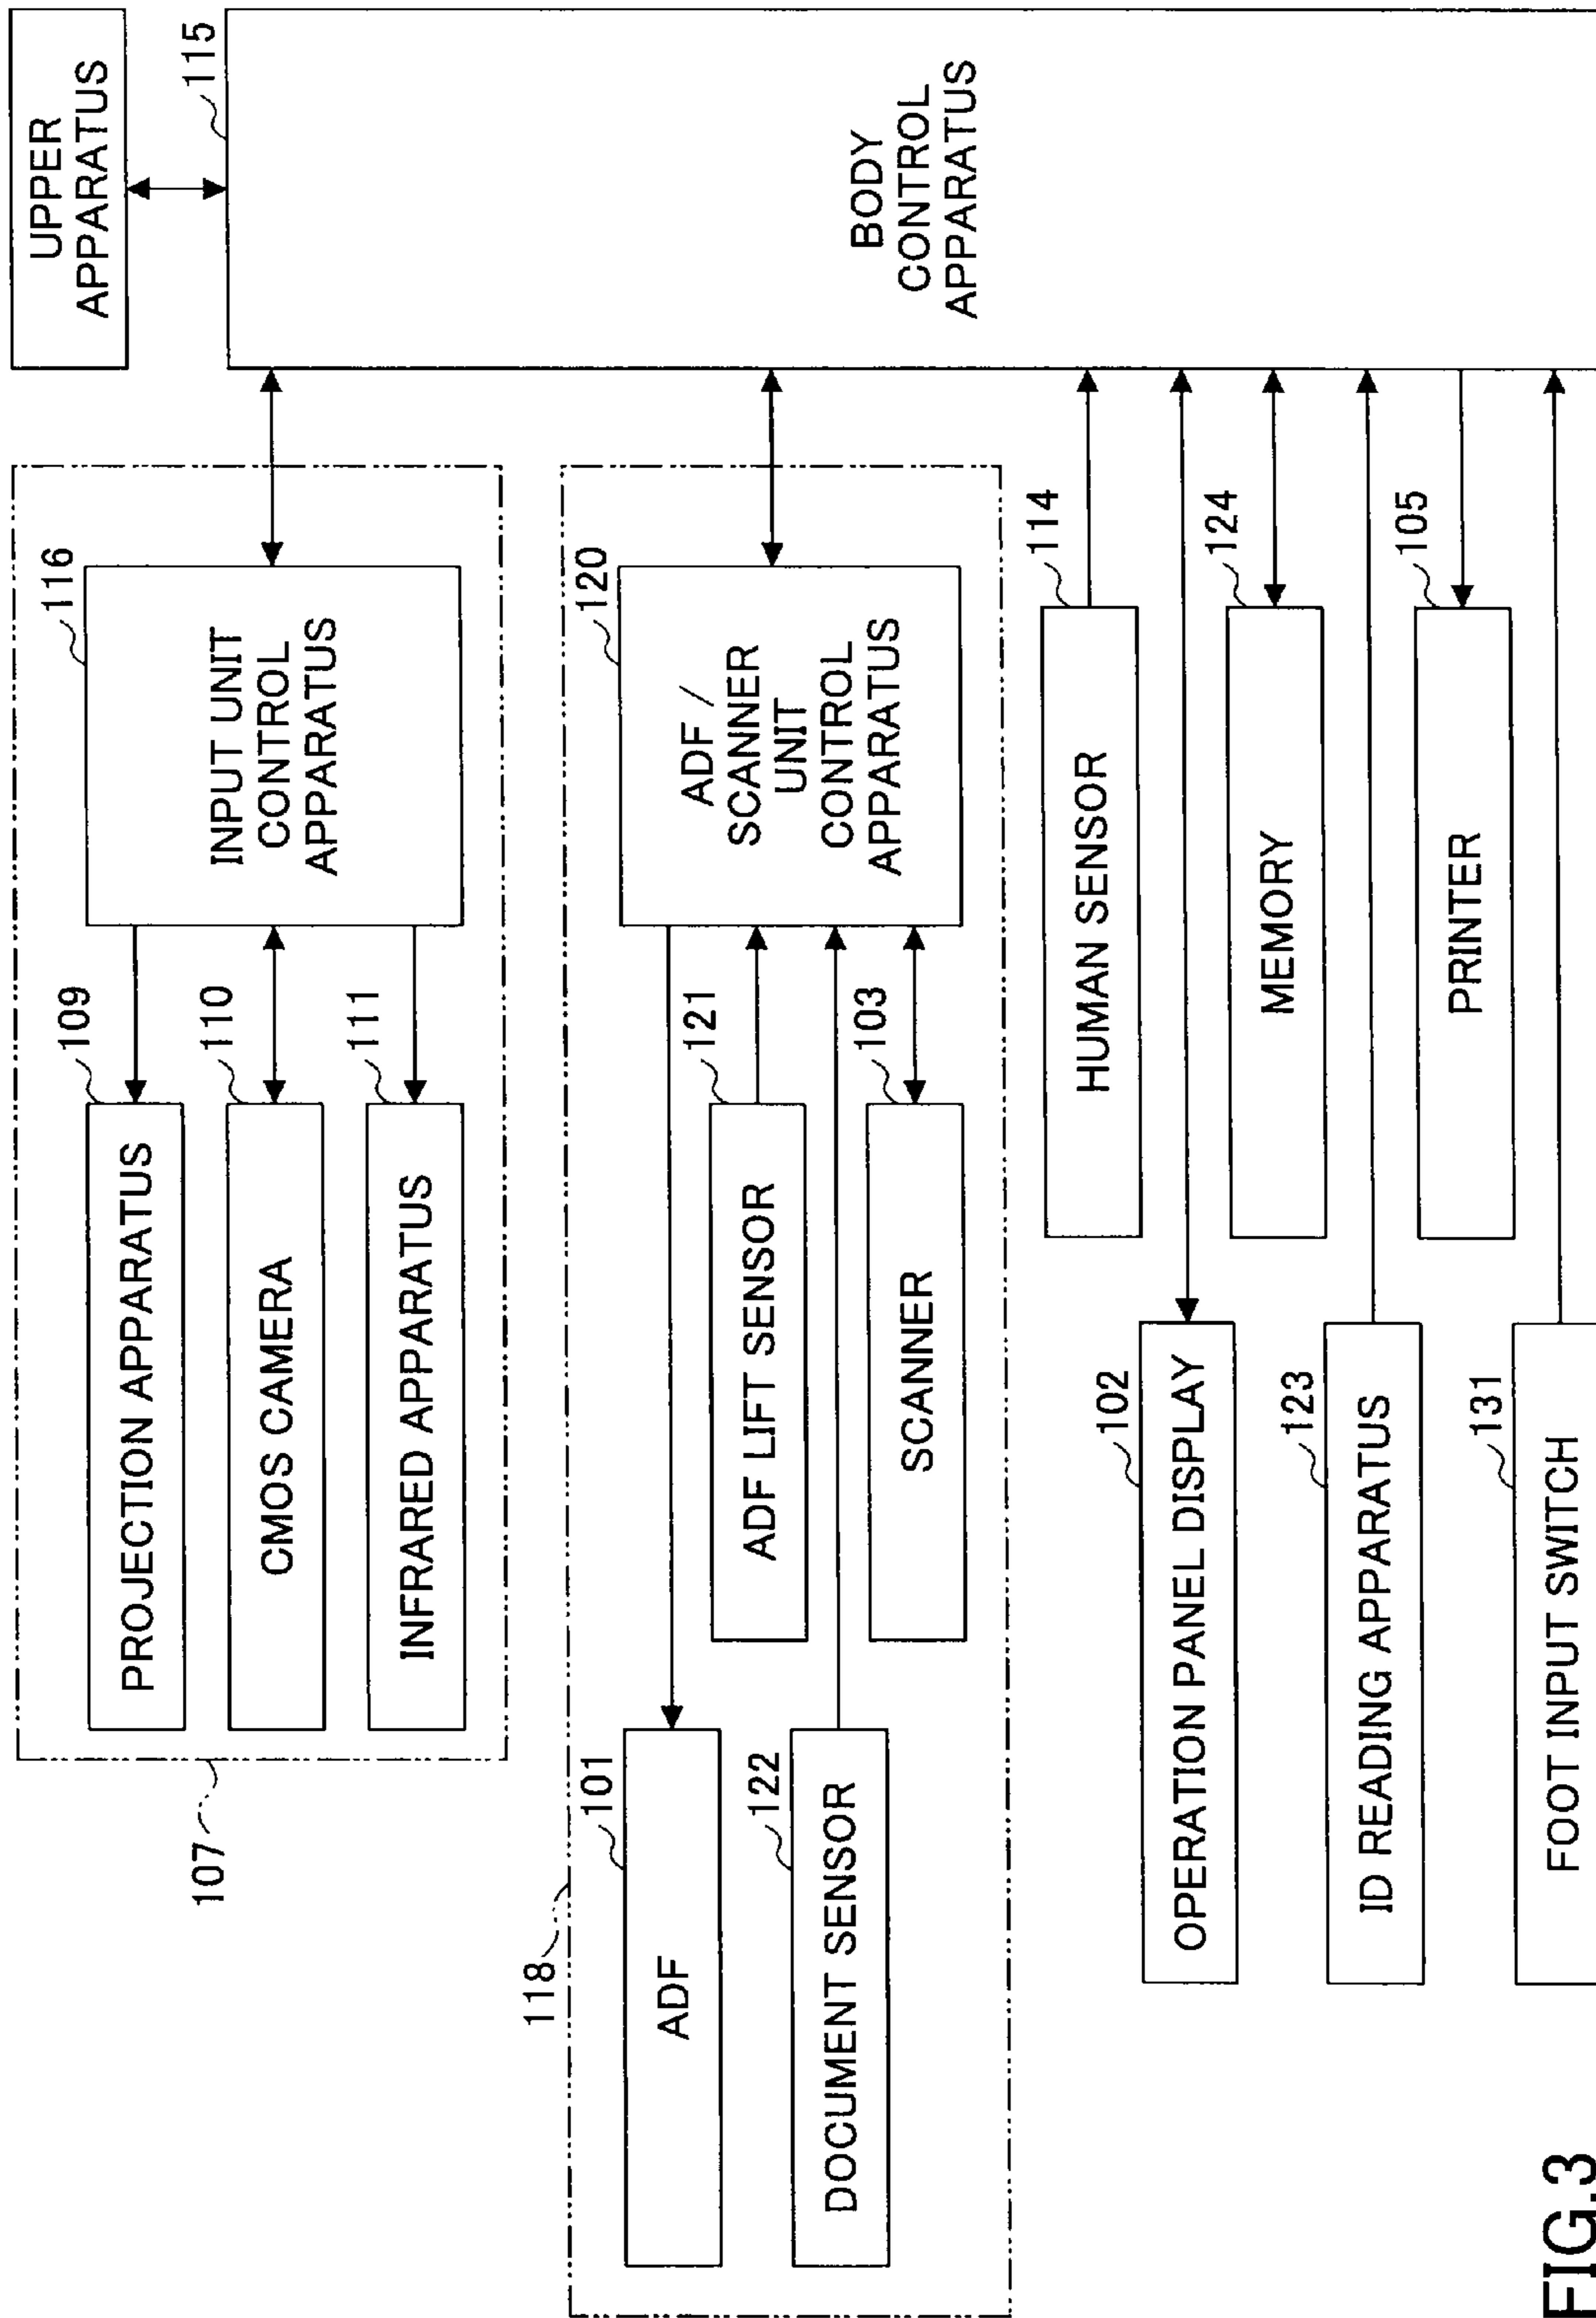 FIG.3
UPPER
APPARATUS
115
BODY
CONTROL
APPARATUS
107
116
INPUT UNIT
CONTROL
APPARATUS
109
PROJECTION APPARATUS
110
CMOS CAMERA
111
INFRARED APPARATUS
118
120
ADF /
SCANNER
UNIT
CONTROL
APPARATUS
101
ADF
121
ADF LIFT SENSOR
122
DOCUMENT SENSOR
103
SCANNER
114
HUMAN SENSOR
102
OPERATION PANEL DISPLAY
124
MEMORY
123
ID READING APPARATUS
105
PRINTER
131
FOOT INPUT SWITCH